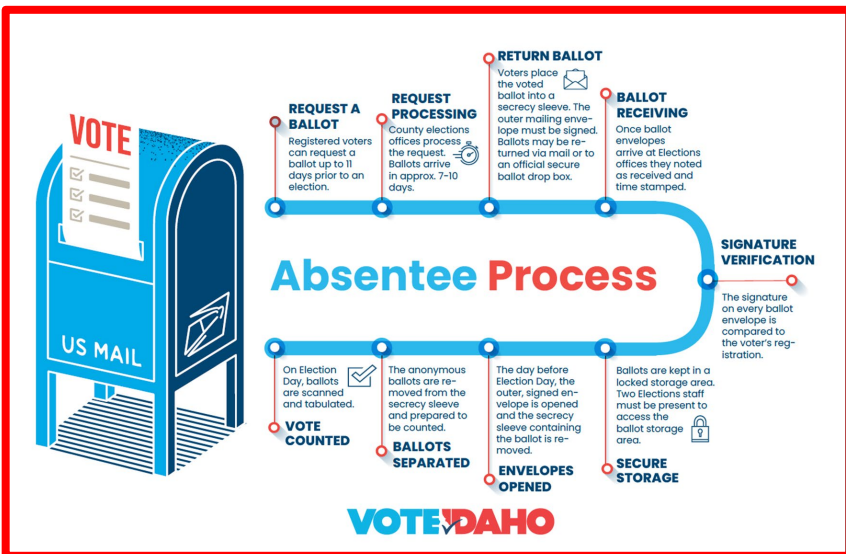 VOTE
US MAIL
REQUEST A
BALLOT
Registered voters
can request a
ballot up to 11
days prior to an
election.
REQUEST
PROCESSING
County elections
offices process
the request.
Ballots arrive
in approx. 7-10
days.
RETURN BALLOT
Voters place
the voted
ballot into a
secrecy sleeve. The
outer mailing enve-
lope must be signed.
Ballots may be re-
turned via mail or to
an official secure
ballot drop box.
BALLOT
RECEIVING
Once ballot
envelopes
arrive at Elections
offices they noted
as received and
time stamped.
Absentee Process
SIGNATURE
VERIFICATION
The signature
on every ballot
envelope is
compared to
the voter's reg-
istration.
Ballots are kept in a
locked storage area.
Two Elections staff
must be present to
access the
ballot storage
area.
SECURE
STORAGE
The day before
Election Day, the
outer, signed en-
velope is opened
and the secrecy
sleeve containing
the ballot is re-
moved.
ENVELOPES
OPENED
The anonymous
ballots are re-
moved from the
secrecy sleeve
and prepared to
be counted.
BALLOTS
SEPARATED
On Election
Day, ballots
are scanned
and tabulated.
VOTE
COUNTED
VOTEIDAHO